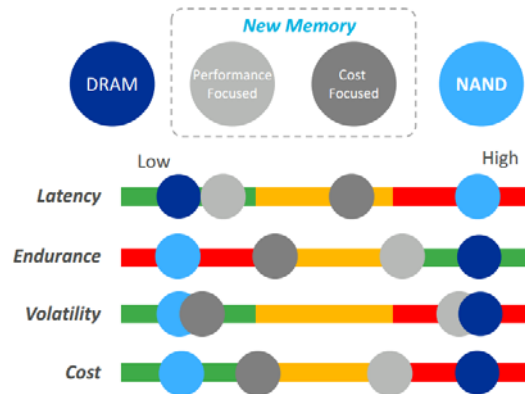 New Memory
DRAM
Performance
Focused
Cost
Focused
NAND
Low
High
Latency
Endurance
Volatility
Cost